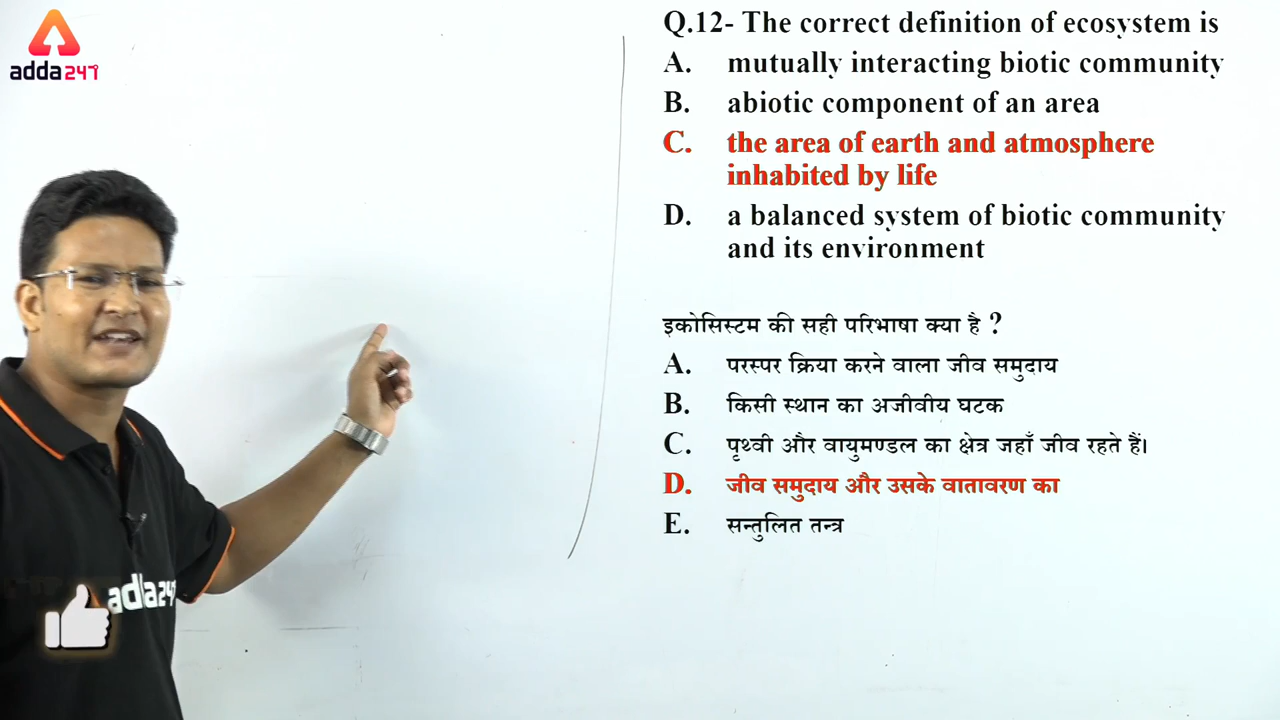 adda247
Q.12- The correct definition of ecosystem is
A. mutually interacting biotic community
B. abiotic component of an area
C. the area of earth and atmosphere
inhabited by life
D. a balanced system of biotic community
and its environment
इकोसिस्टम की सही परिभाषा क्या है ?
A. परस्पर क्रिया करने वाला जीव समुदाय
B. किसी स्थान का अजीवीय घटक
C. पृथ्वी और वायुमण्डल का क्षेत्र जहाँ जीव रहते हैं।
D. जीव समुदाय और उसके वातावरण का
E. सन्तुलित तन्त्र
adda247